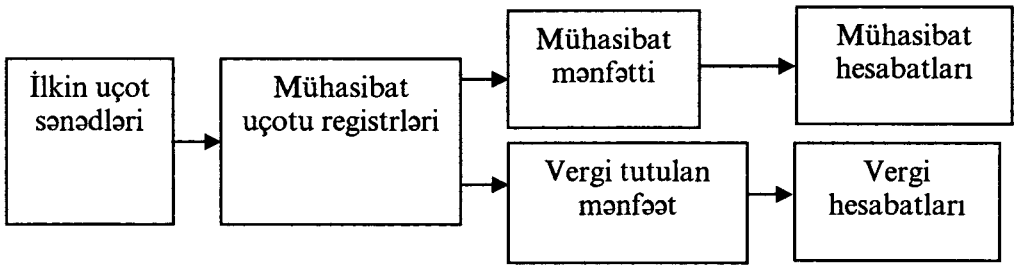 İlkin uçot
sənədləri
Mühasibat
uçotu registrləri
Mühasibat
mənfətti
Mühasibat
hesabatları
Vergi tutulan
mənfəət
Vergi
hesabatları